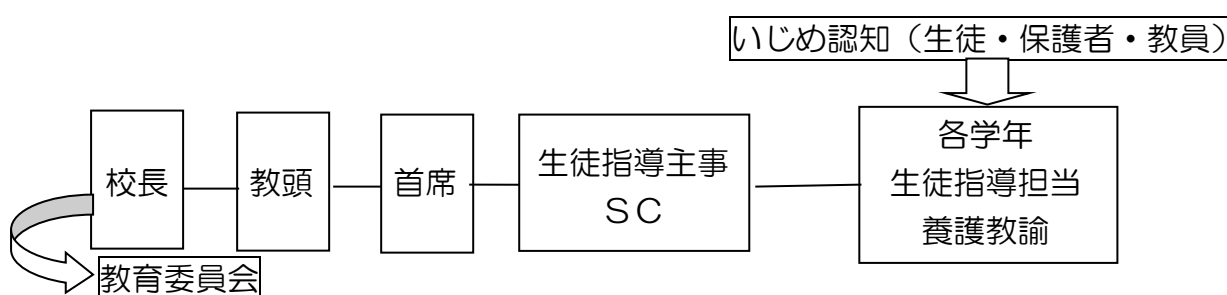 いじめ認知（生徒・保護者・教員）
校長
教頭
首席
生徒指導主事
ＳＣ
各学年
生徒指導担当
養護教諭
教育委員会